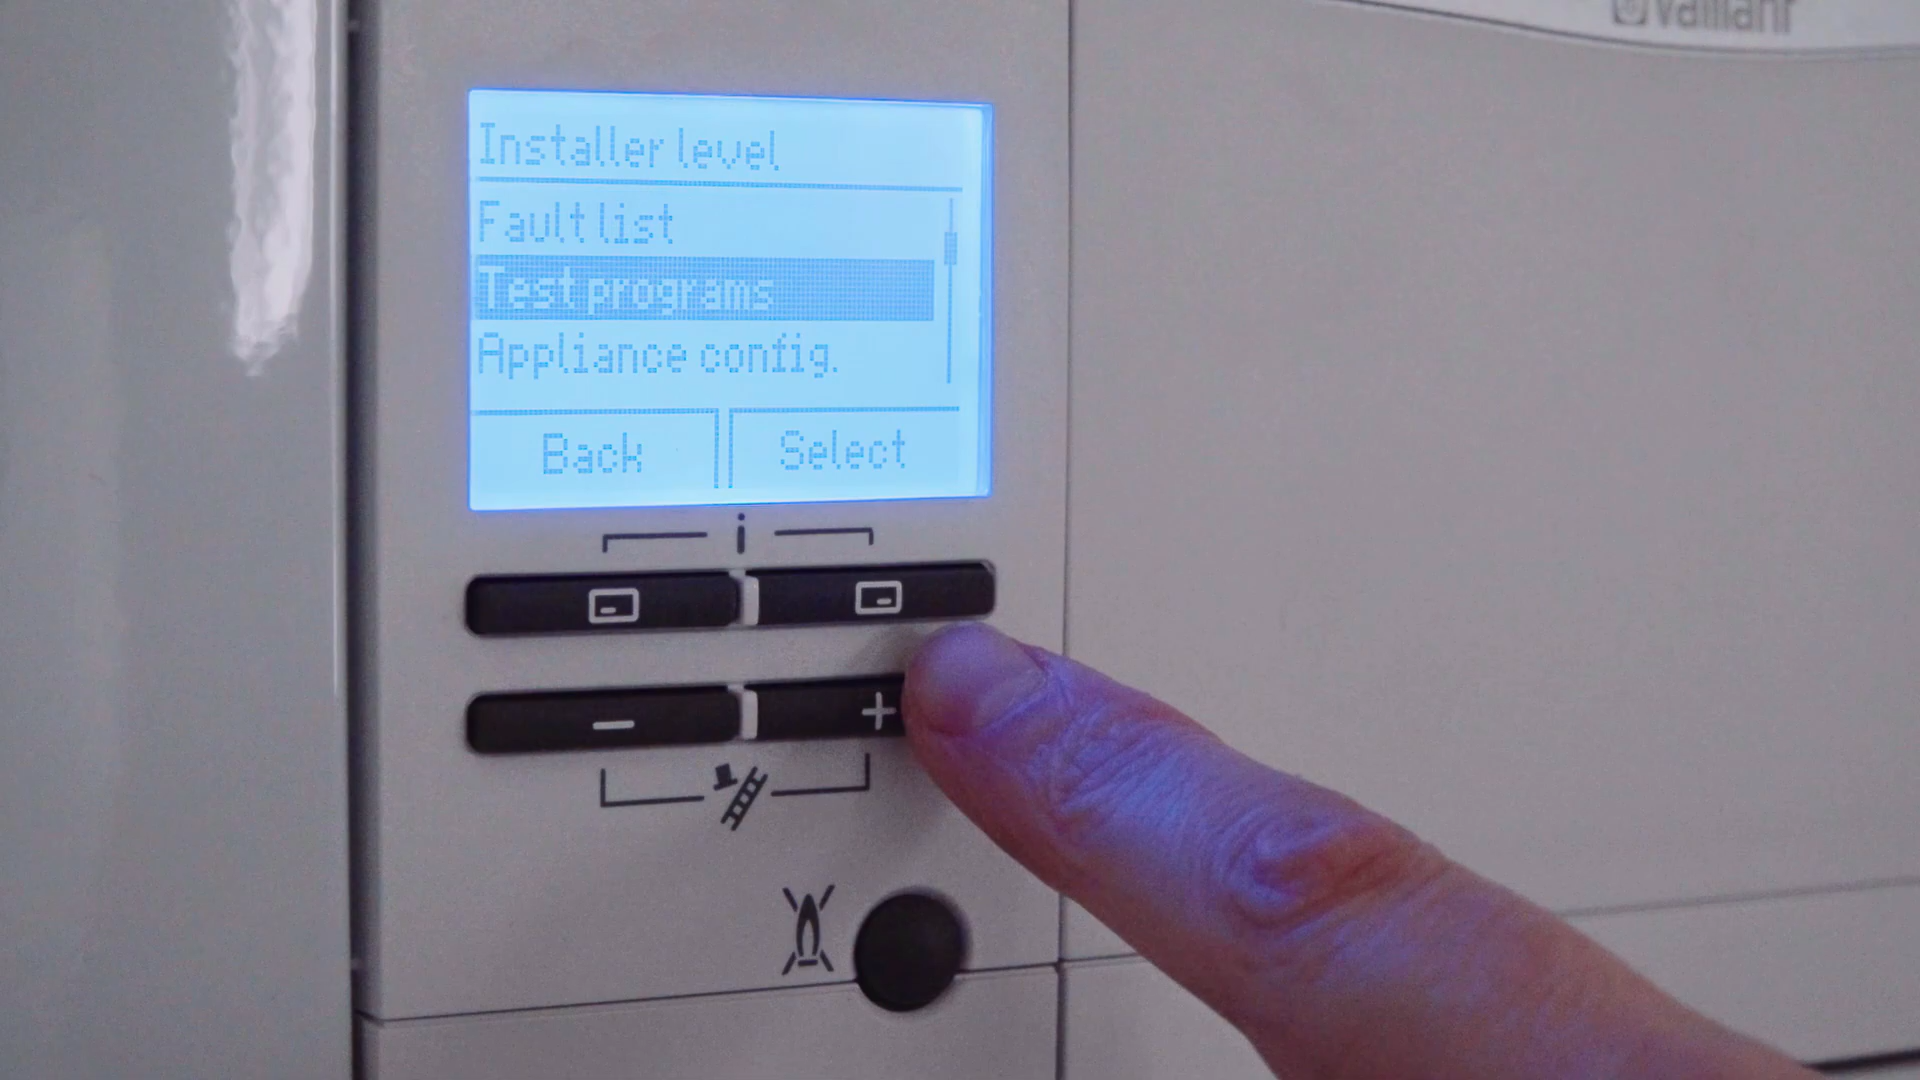 Vaillant
Installer level
Fault list
Test programs
Appliance config.
Back Select
i